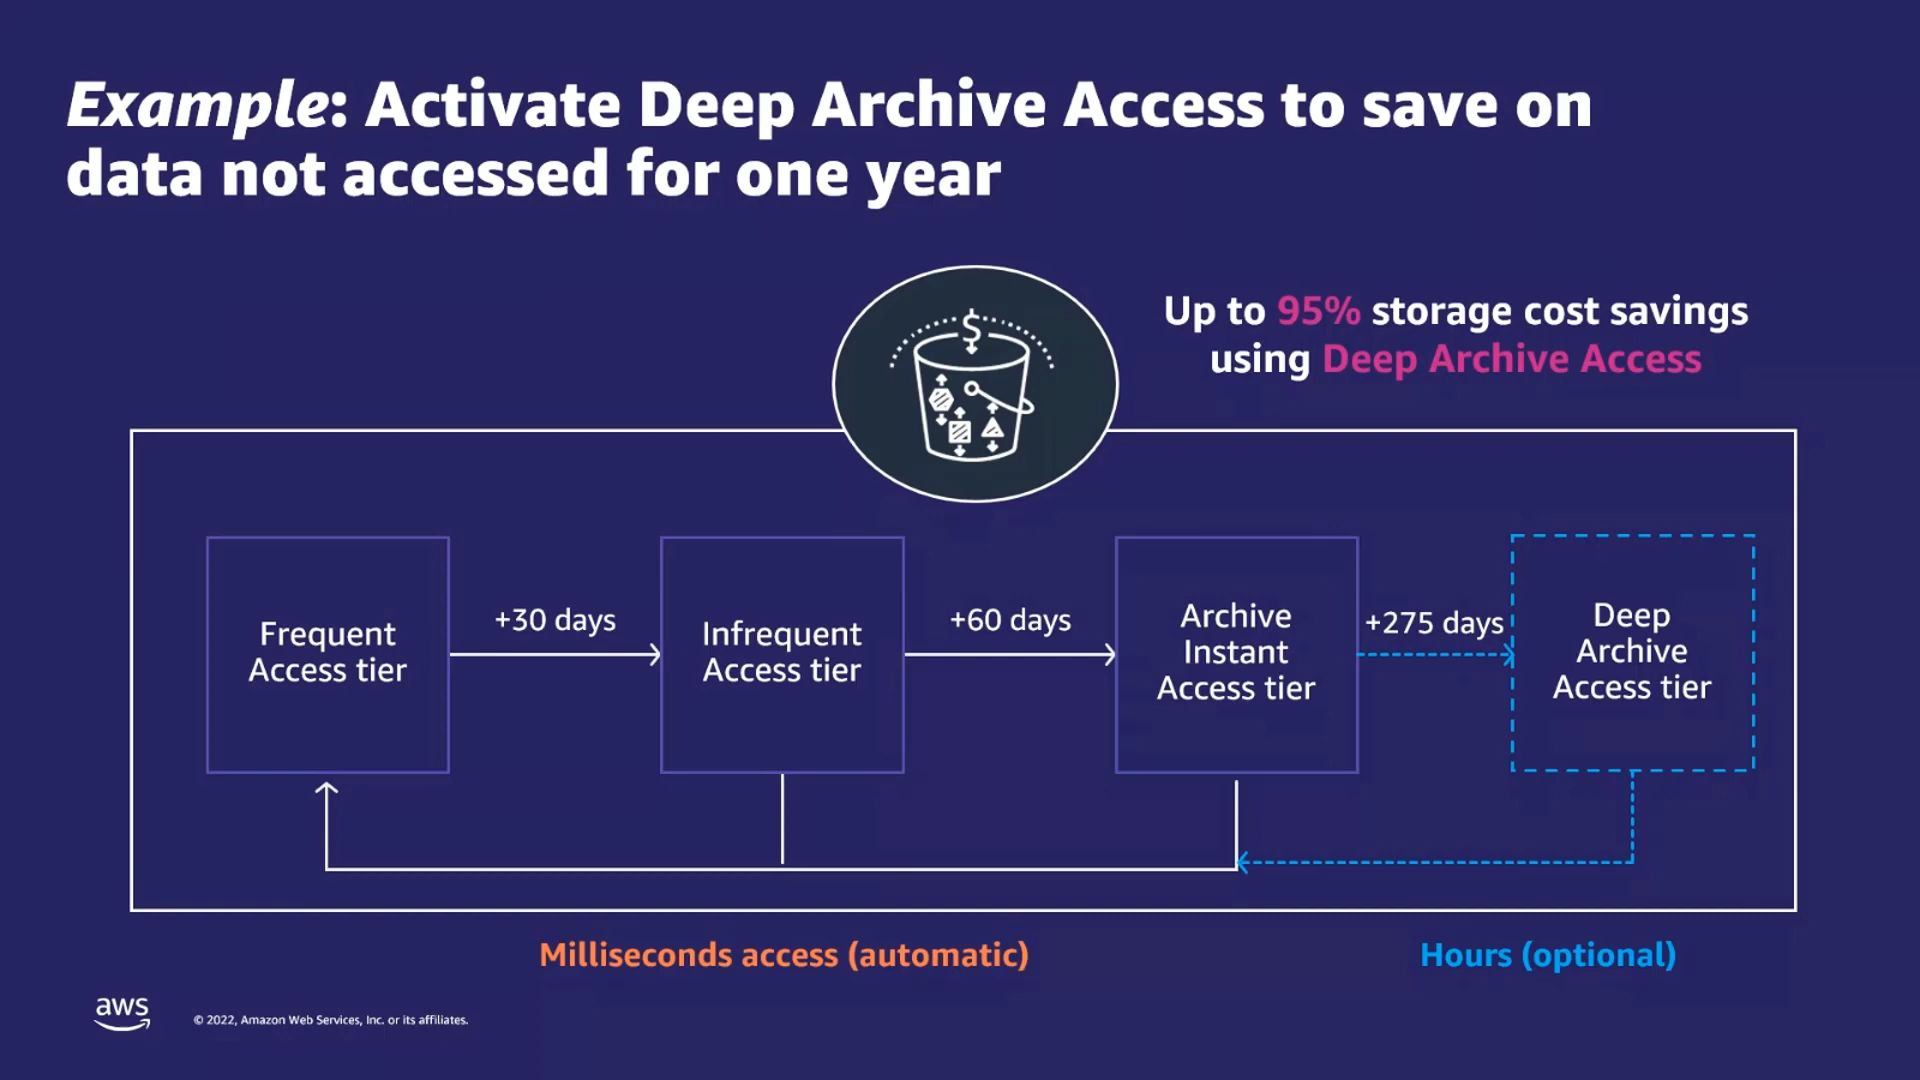 Example: Activate Deep Archive Access to save on
data not accessed for one year
$
Up to 95% storage cost savings
using Deep Archive Access
Frequent
Access tier
+30 days
Infrequent
Access tier
+60 days
Archive
Instant
Access tier
+275 days
Deep
Archive
Access tier
Milliseconds access (automatic)
Hours (optional)
aws
© 2022, Amazon Web Services, Inc. or its affiliates.